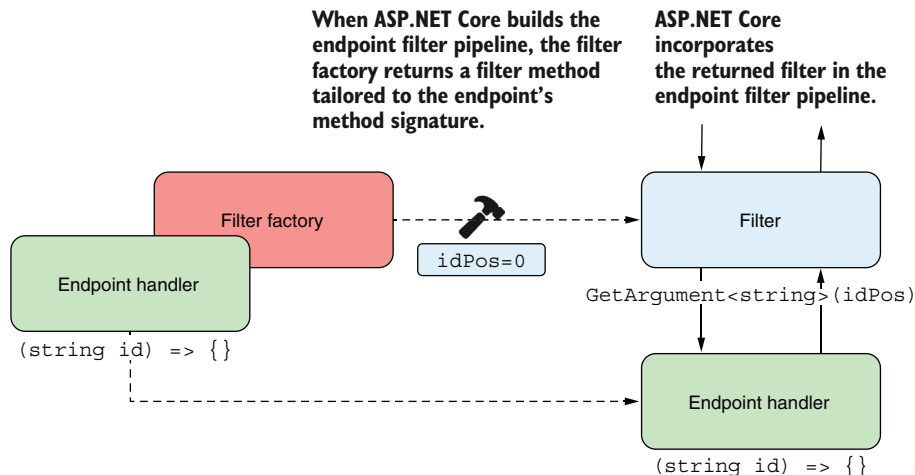 When ASP.NET Core builds the
endpoint filter pipeline, the filter
factory returns a filter method
tailored to the endpoint's
method signature.
ASP.NET Core
incorporates
the returned filter in the
endpoint filter pipeline.
Filter factory
Filter
idPos=0
Endpoint handler
GetArgument<string>(idPos)
(string id) => {}
Endpoint handler
(string id) => {}